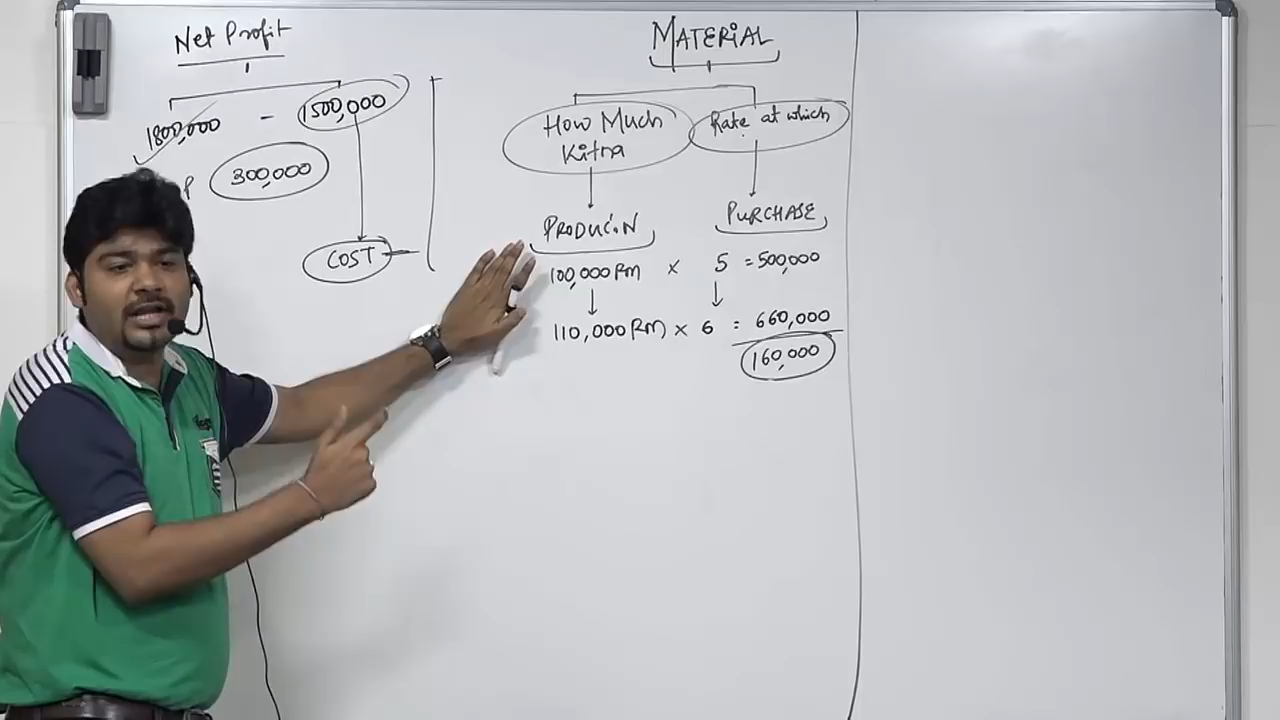 Net Profit
1800,000 - 1500,000
P 300,000
COST
MATERIAL
How Much
Kitna
Rate at which
PRODUC.N
PURCHASE
100,000 RM × 5 = 500,000
110,000 RM × 6 = 660,000
160,000